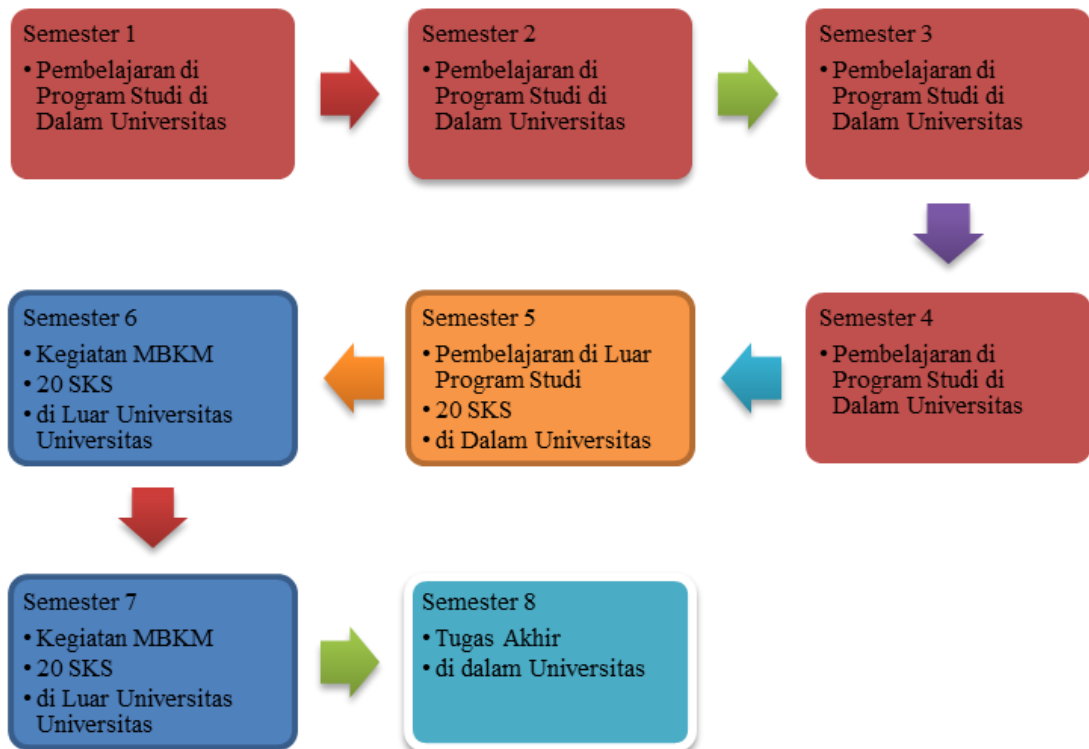 Semester 1
• Pembelajaran di
Program Studi di
Dalam Universitas
Semester 2
• Pembelajaran di
Program Studi di
Dalam Universitas
Semester 3
• Pembelajaran di
Program Studi di
Dalam Universitas
Semester 4
• Pembelajaran di
Program Studi di
Dalam Universitas
Semester 5
• Pembelajaran di Luar
Program Studi
• 20 SKS
• di Dalam Universitas
Semester 6
• Kegiatan MBKM
• 20 SKS
• di Luar Universitas
Universitas
Semester 7
• Kegiatan MBKM
• 20 SKS
• di Luar Universitas
Universitas
Semester 8
• Tugas Akhir
• di dalam Universitas